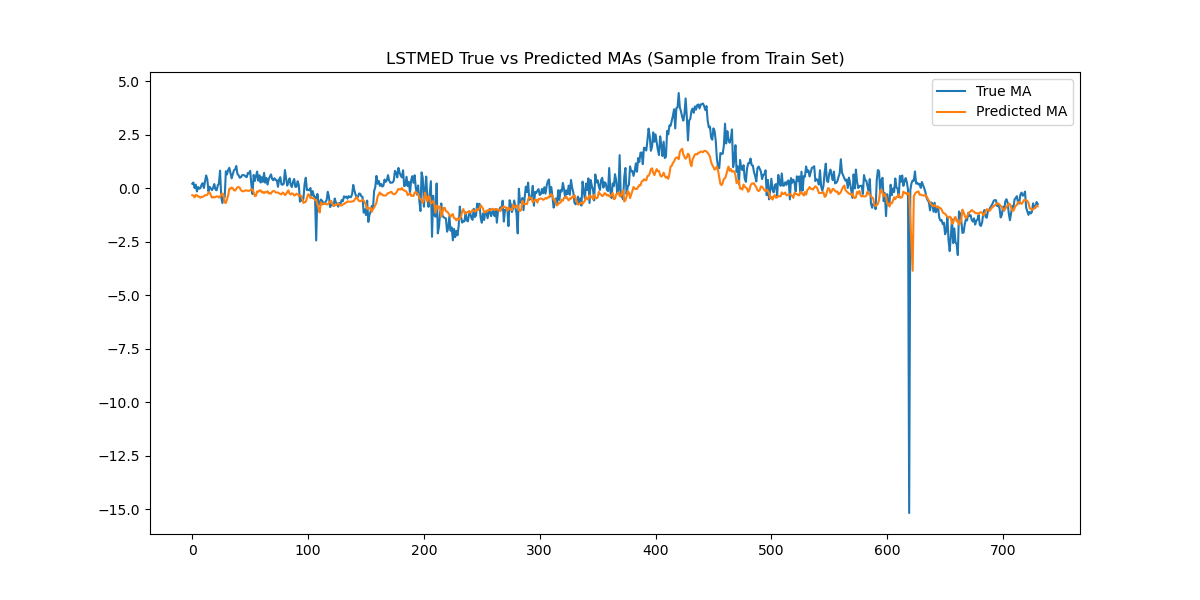 LSTMED True vs Predicted MAs (Sample from Train Set)
True MA
Predicted MA
5.0
2.5
0.0
−2.5
−5.0
−7.5
−10.0
−12.5
−15.0
0 100 200 300 400 500 600 700